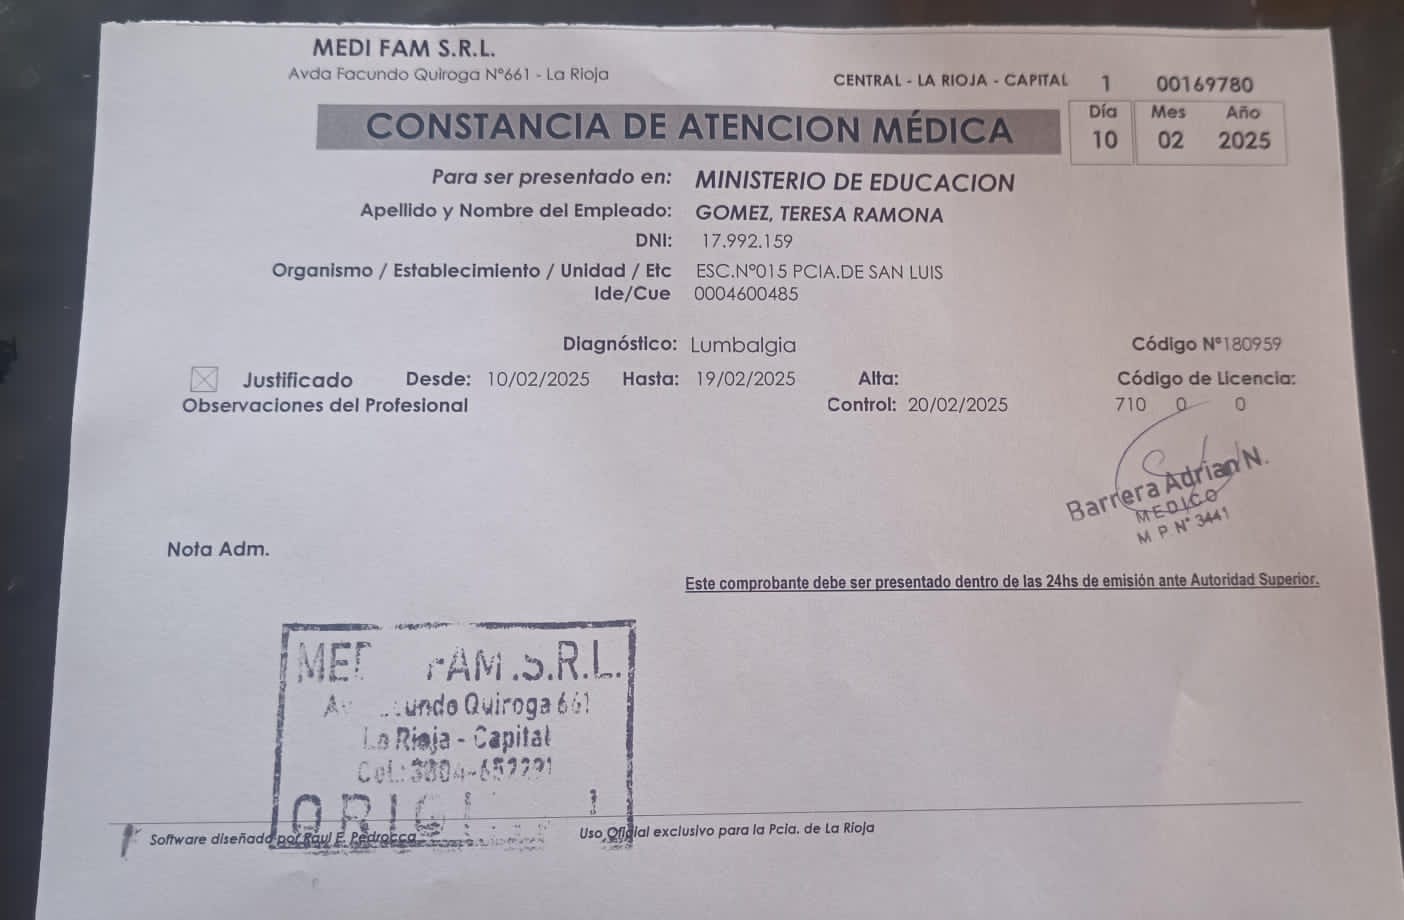 MEDI FAM S.R.L.
Avda Facundo Quiroga Nº661 - La Rioja
CENTRAL - LA RIOJA - CAPITAL 1 00169780
CONSTANCIA DE ATENCION MÉDICA
Día Mes Año
10 02 2025
Para ser presentado en: MINISTERIO DE EDUCACION
Apellido y Nombre del Empleado: GOMEZ, TERESA RAMONA
DNI: 17.992.159
Organismo / Establecimiento / Unidad / Etc ESC.Nº015 PCIA.DE SAN LUIS
Ide/Cue 0004600485
Diagnóstico: Lumbalgia Código Nº180959
Justificado Desde: 10/02/2025 Hasta: 19/02/2025 Alta: Código de Licencia:
Observaciones del Profesional Control: 20/02/2025 710 0 0
Barrera Adrian N.
MEDICO
M P Nº 3441
Nota Adm.
Este comprobante debe ser presentado dentro de las 24hs de emisión ante Autoridad Superior.
FAM.S.R.L.
Quiroga 661
La Rioja - Capital
Cel.:
Software diseñado por Raul E. Pedrocca
Uso Oficial exclusivo para la Pcia. de La Rioja